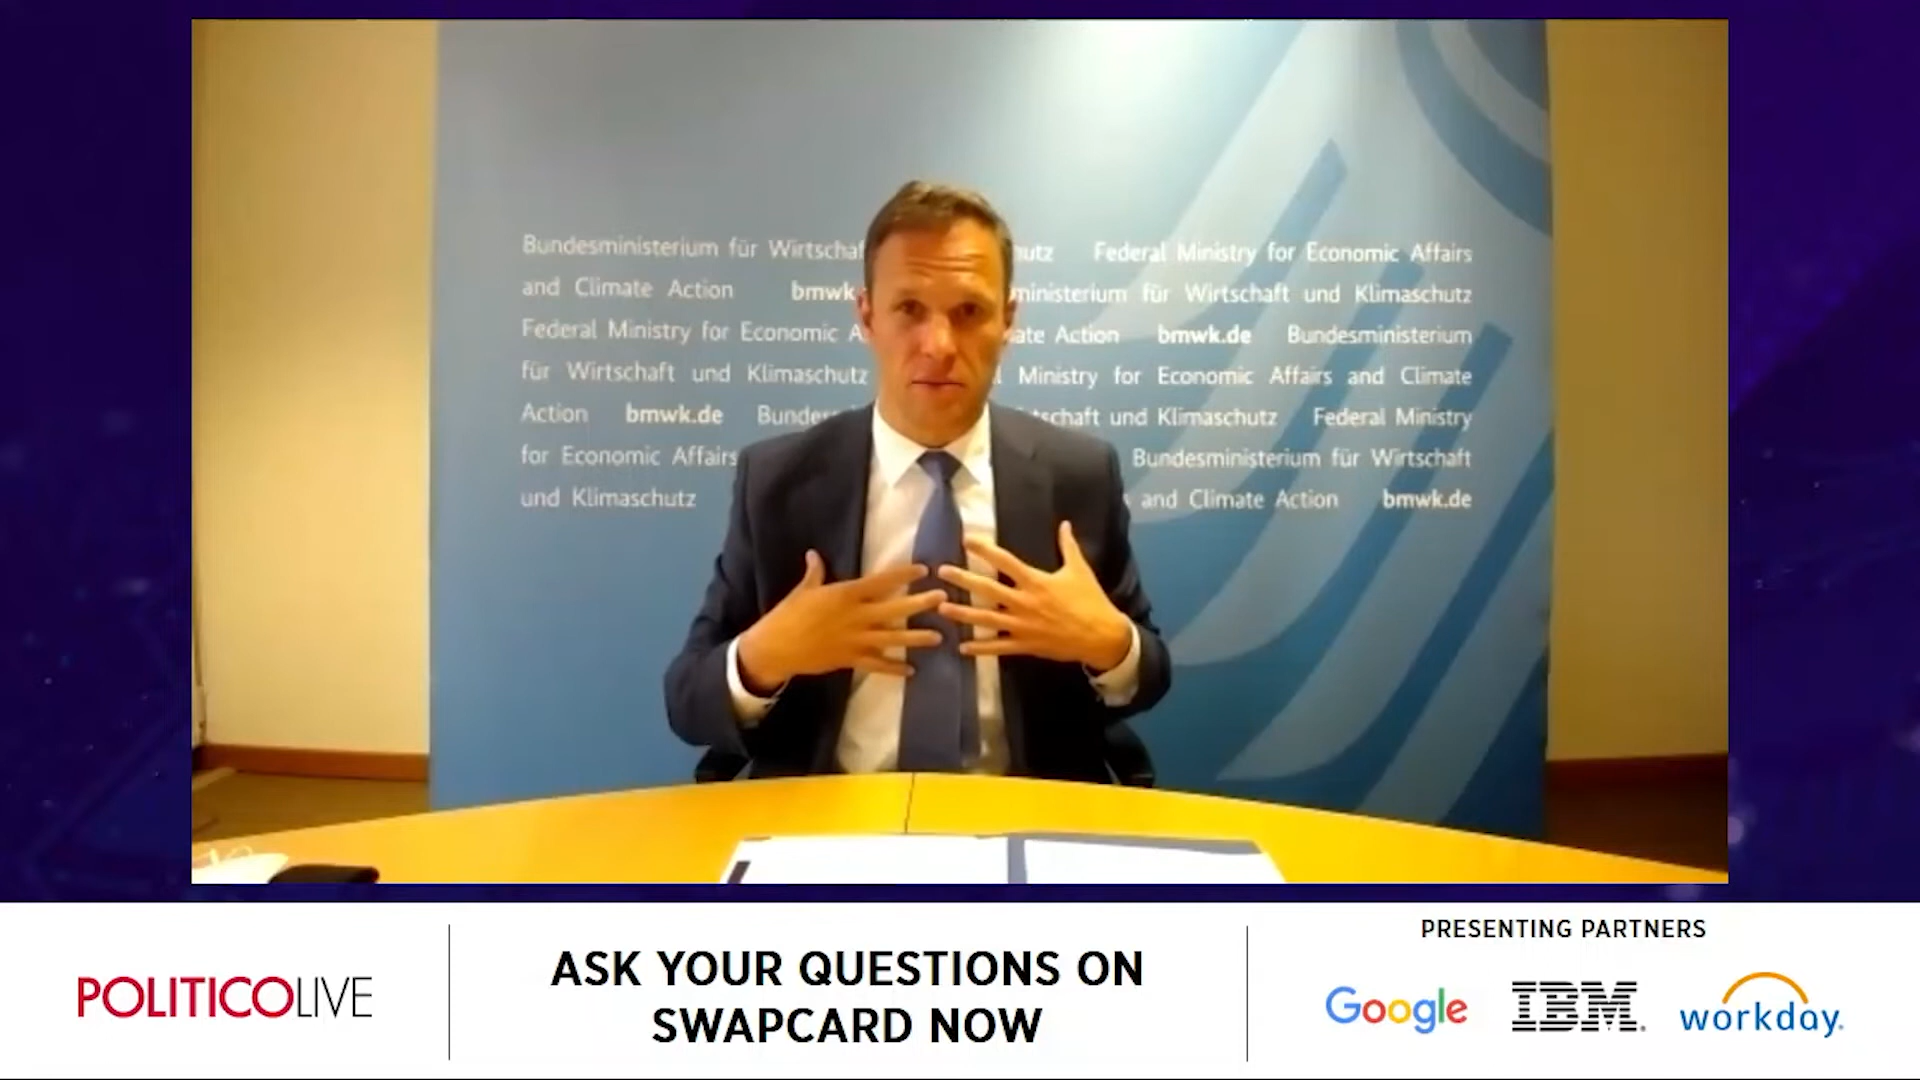 Bundesministerium für Wirtschaf utz Federal Ministry for Economic Affairs
and Climate Action bmwk. ministerium für Wirtschaft und Klimaschutz
Federal Ministry for Economic A ate Action bmwk.de Bundesministerium
für Wirtschaft und Klimaschutz Ministry for Economic Affairs and Climate
Action bmwk.de Bundes tschaft und Klimaschutz Federal Ministry
for Economic Affairs Bundesministerium für Wirtschaft
und Klimaschutz and Climate Action bmwk.de
POLITICOLIVE
ASK YOUR QUESTIONS ON
SWAPCARD NOW
PRESENTING PARTNERS
Google IBM. workday.